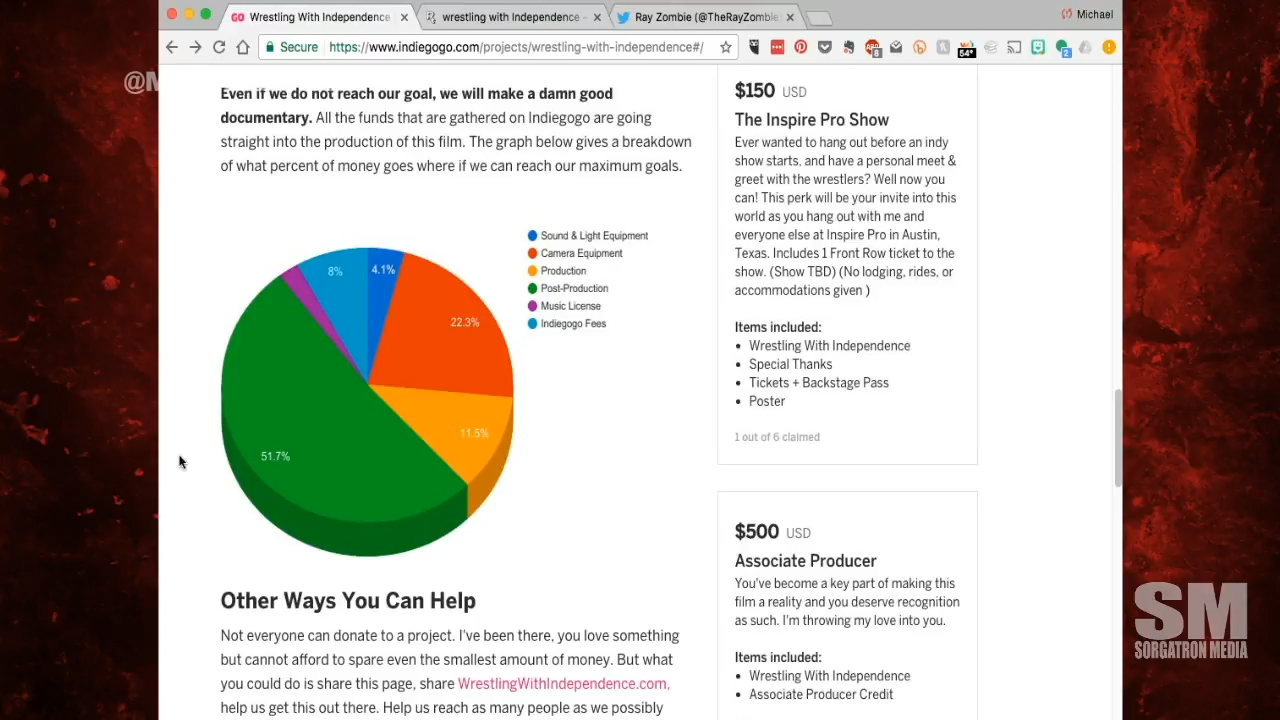 Wrestling With Independence
wrestling with Independence -
Ray Zombie (@TheRayZombie
Michael
Secure
https://www.indiegogo.com/projects/wrestling-with-independence#/
@M
Even if we do not reach our goal, we will make a damn good
documentary. All the funds that are gathered on Indiegogo are going
straight into the production of this film. The graph below gives a breakdown
of what percent of money goes where if we can reach our maximum goals.
Sound & Light Equipment
Camera Equipment
Production
Post-Production
Music License
Indiegogo Fees
8%
4.1%
22.3%
11.5%
51.7%
Other Ways You Can Help
Not everyone can donate to a project. I've been there, you love something
but cannot afford to spare even the smallest amount of money. But what
you could do is share this page, share WrestlingWithIndependence.com,
help us get this out there. Help us reach as many people as we possibly
$150 USD
The Inspire Pro Show
Ever wanted to hang out before an indy
show starts, and have a personal meet &
greet with the wrestlers? Well now you
can! This perk will be your invite into this
world as you hang out with me and
everyone else at Inspire Pro in Austin,
Texas. Includes 1 Front Row ticket to the
show. (Show TBD) (No lodging, rides, or
accommodations given )
Items included:
• Wrestling With Independence
• Special Thanks
• Tickets + Backstage Pass
• Poster
1 out of 6 claimed
$500 USD
Associate Producer
You've become a key part of making this
film a reality and you deserve recognition
as such. I'm throwing my love into you.
Items included:
• Wrestling With Independence
• Associate Producer Credit
SM
SORGATRON MEDIA